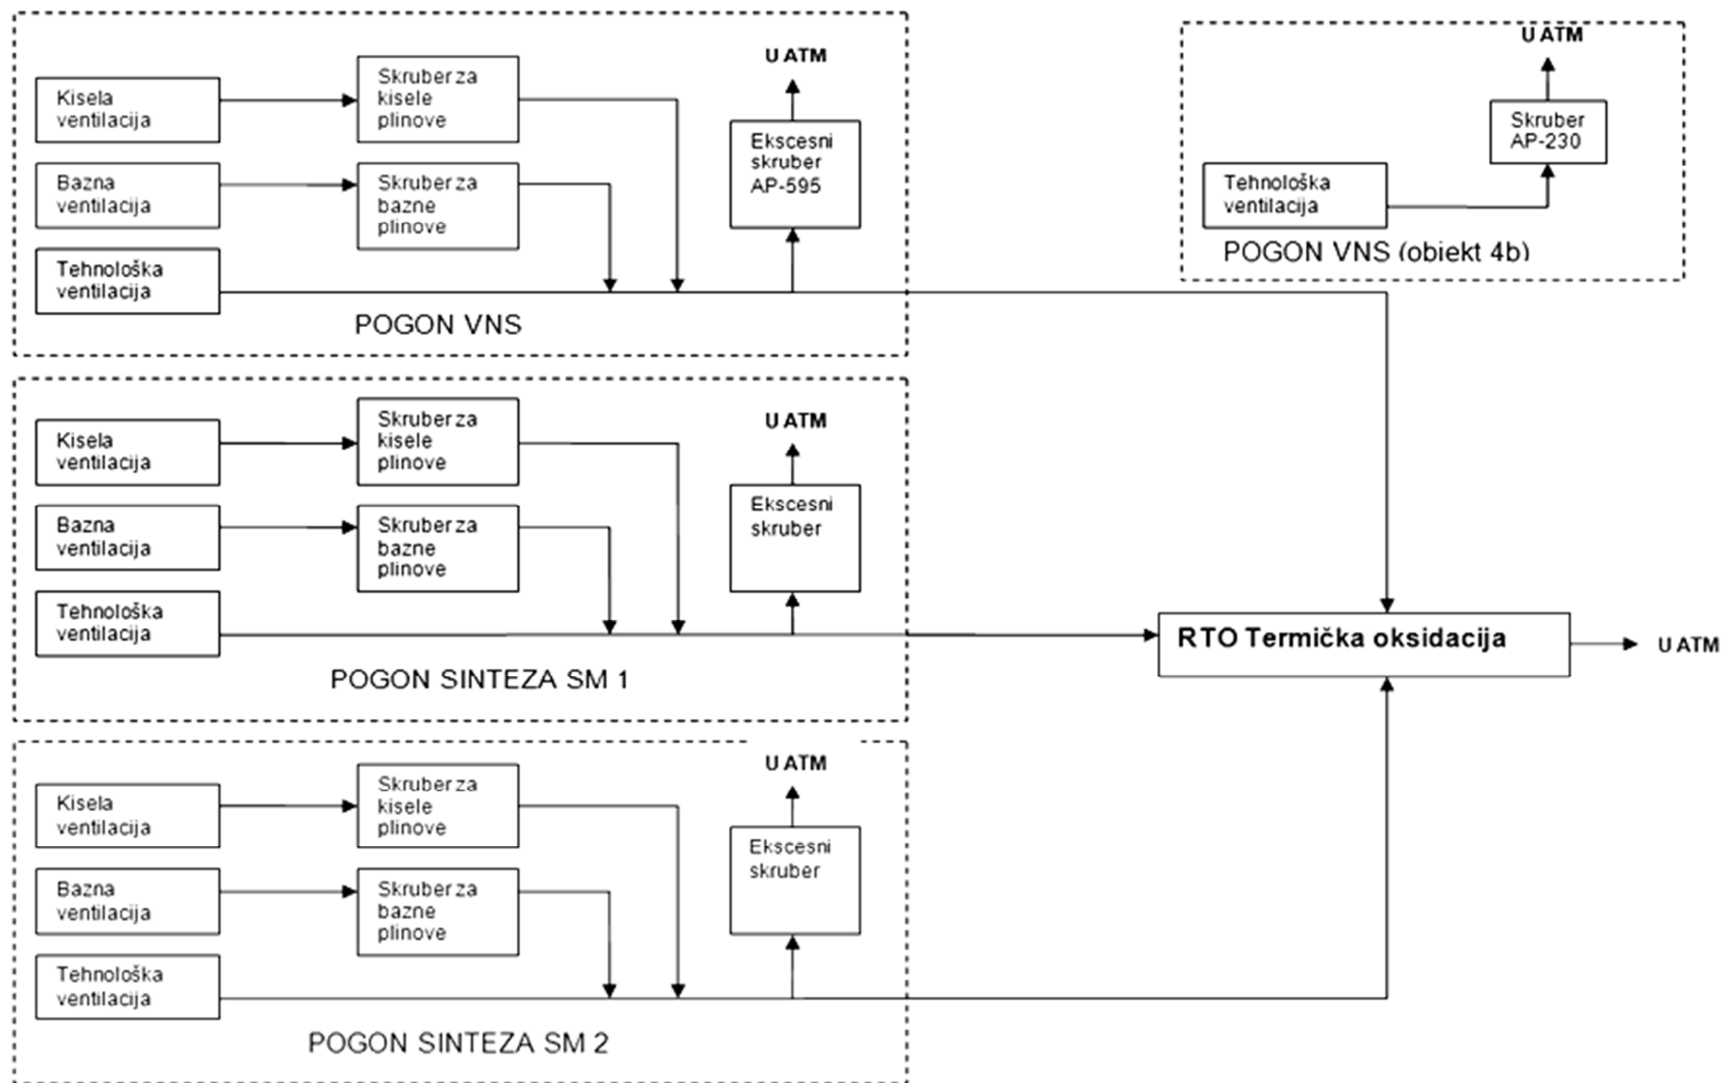 U ATM
Kisela
ventilacija
Skruber za
kisele
plinove
Bazna
ventilacija
Skruber za
bazne
plinove
Ekscesni
skruber
AP-595
Tehnološka
ventilacija
POGON VNS
U ATM
Skruber
AP-230
Tehnološka
ventilacija
POGON VNS (obiekt 4b)
U ATM
Kisela
ventilacija
Skruber za
kisele
plinove
Bazna
ventilacija
Skruber za
bazne
plinove
Ekscesni
skruber
Tehnološka
ventilacija
POGON SINTEZA SM 1
RTO Termička oksidacija
U ATM
U ATM
Kisela
ventilacija
Skruber za
kisele
plinove
Bazna
ventilacija
Skruber za
bazne
plinove
Ekscesni
skruber
Tehnološka
ventilacija
POGON SINTEZA SM 2